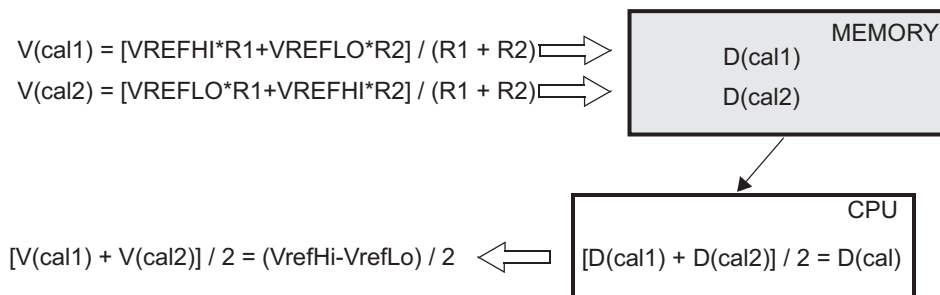 MEMORY
V(cal1) = [VREFHI*R1+VREFLO*R2] / (R1 + R2)
D(cal1)
V(cal2) = [VREFLO*R1+VREFHI*R2] / (R1 + R2)
D(cal2)
CPU
[V(cal1) + V(cal2)] / 2 = (VrefHi-VrefLo) / 2
[D(cal1) + D(cal2)] / 2 = D(cal)